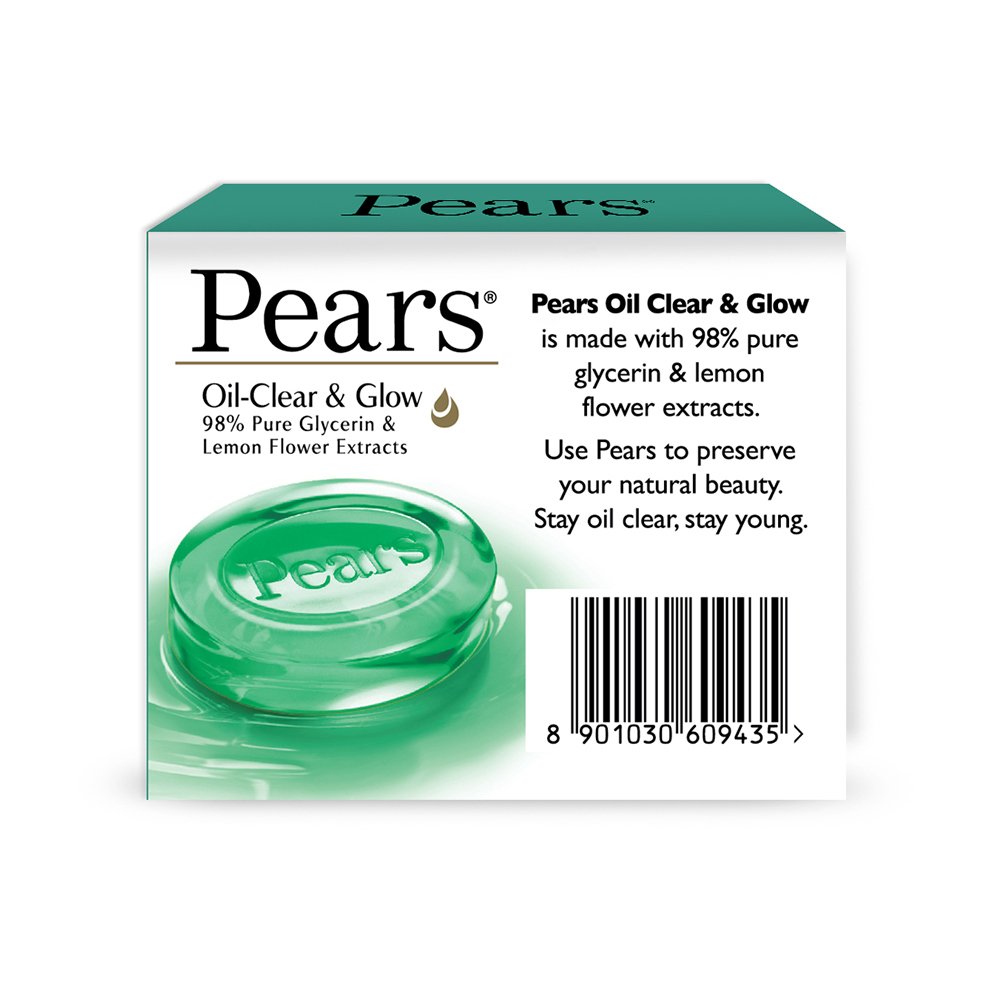 Pears
Pears®
Oil-Clear & Glow
98% Pure Glycerin &
Lemon Flower Extracts
Pears
Pears Oil Clear & Glow
is made with 98% pure
glycerin & lemon
flower extracts.
Use Pears to preserve
your natural beauty.
Stay oil clear, stay young.
8 901030 609435 >